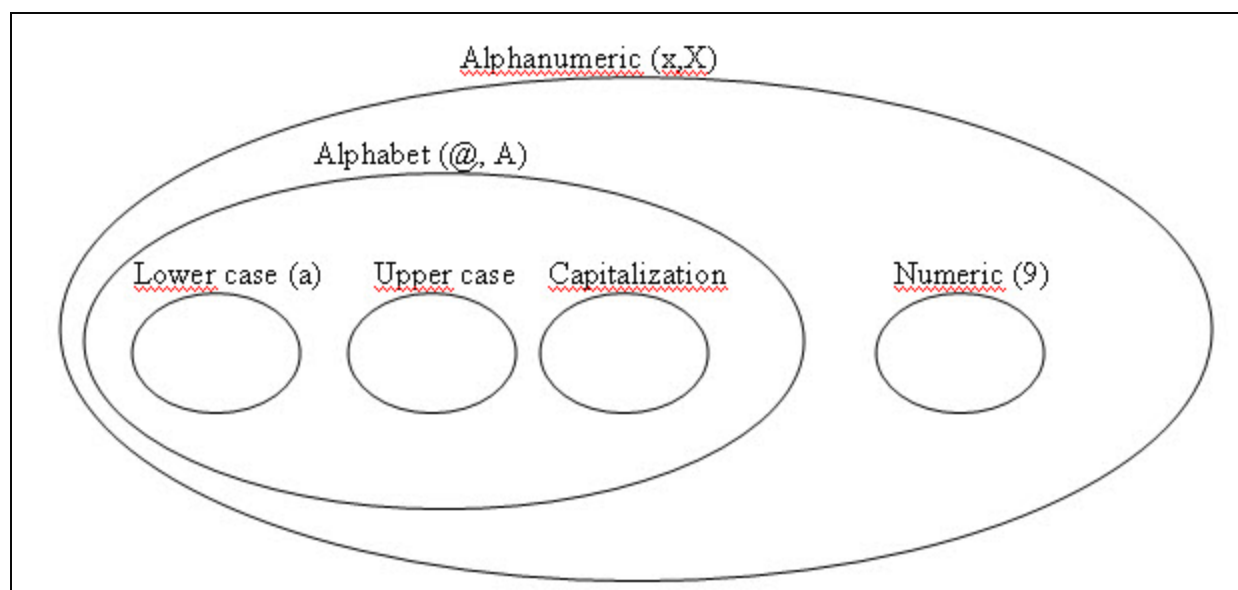 Alphanumeric (x,X)
Alphabet (@, A)
Lower case (a)
Upper case
Capitalization
Numeric (9)